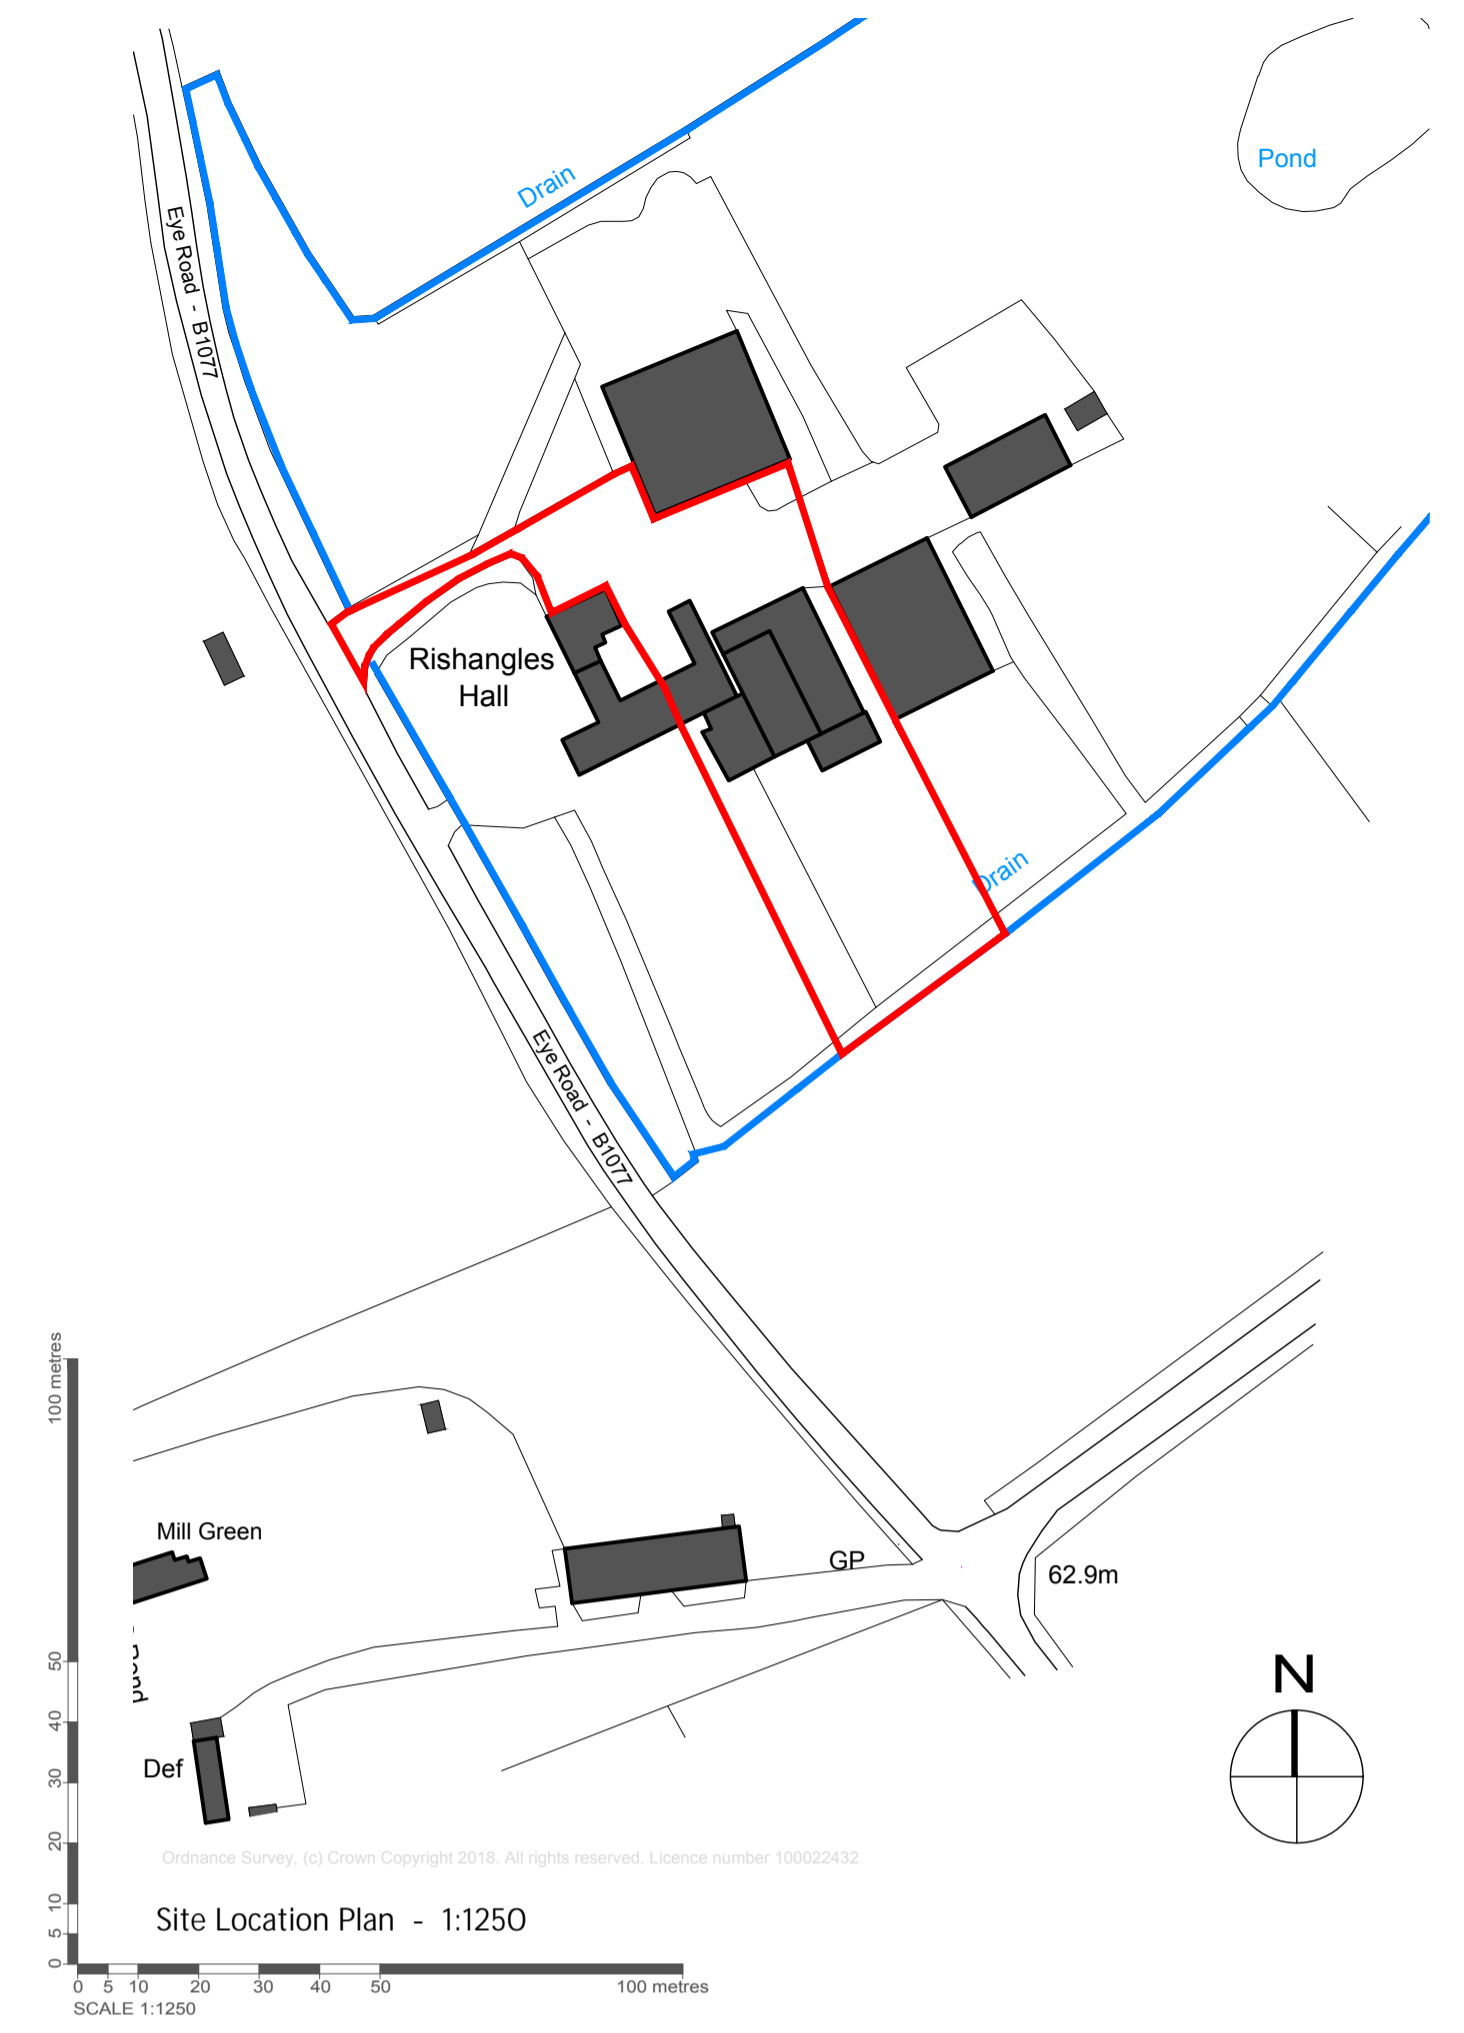 Pond
Drain
Eye Road - B1077
Rishangles
Hall
Drain
Eye Road - B1077
100 metres
Mill Green
GP
62.9m
50
N
40
Def
30
20
Ordnance Survey, (c) Crown Copyright 2018. All rights reserved. Licence number 100022432
10
Site Location Plan - 1:1250
5
0
0 5 10 20 30 40 50 100 metres
SCALE 1:1250